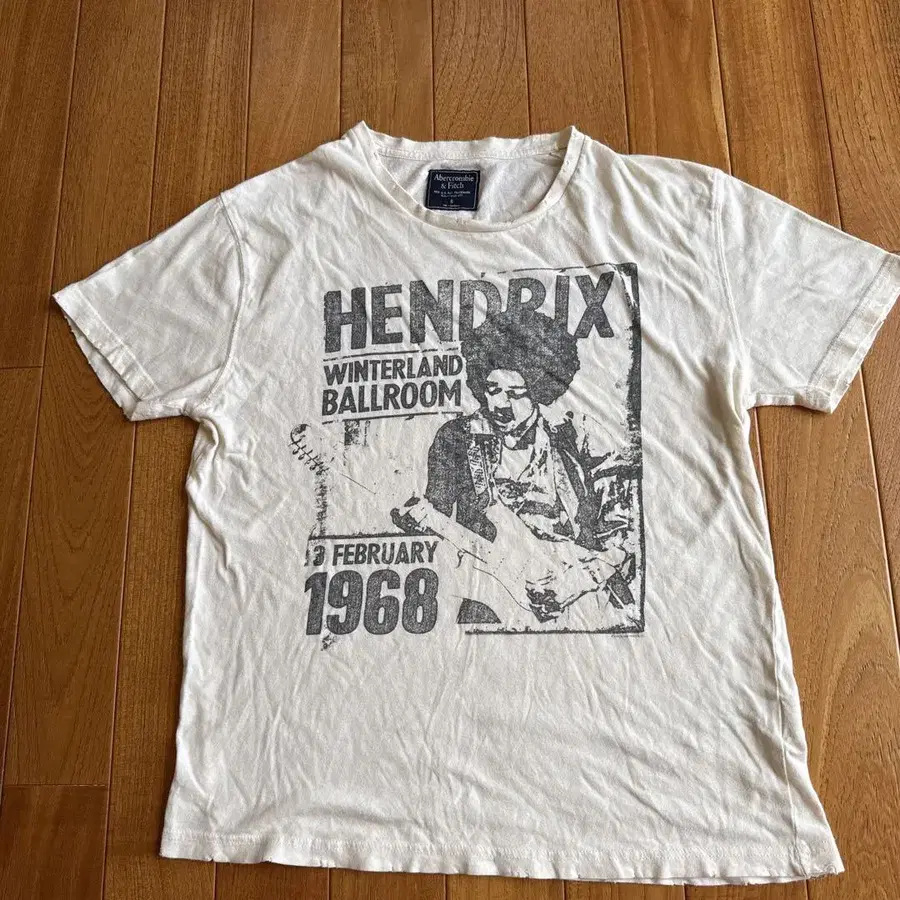 Abercrombie
& Fitch
HENDRIX
WINTERLAND
BALLROOM
FEBRUARY
1968